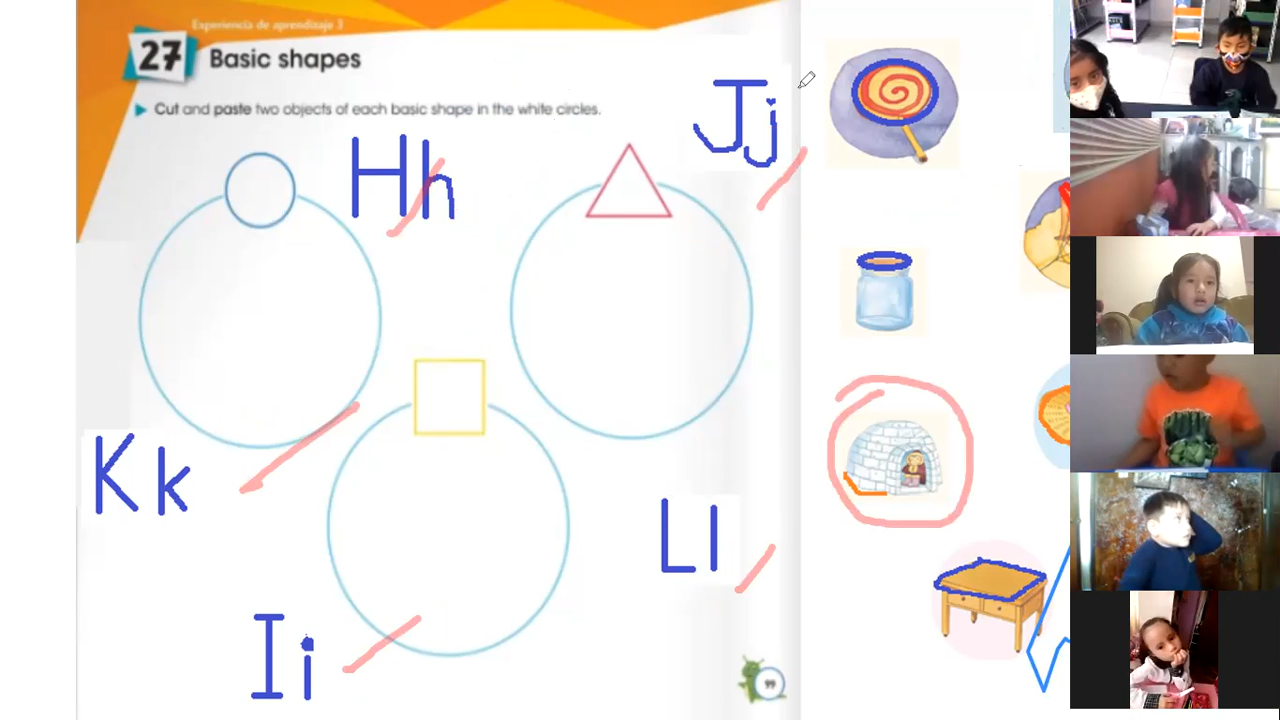 Experiencia de aprendizaje 3
27 Basic shapes
Cut and paste two objects of each basic shape in the white circles.
Jj
Hh
Kk
Ll
Ii
99